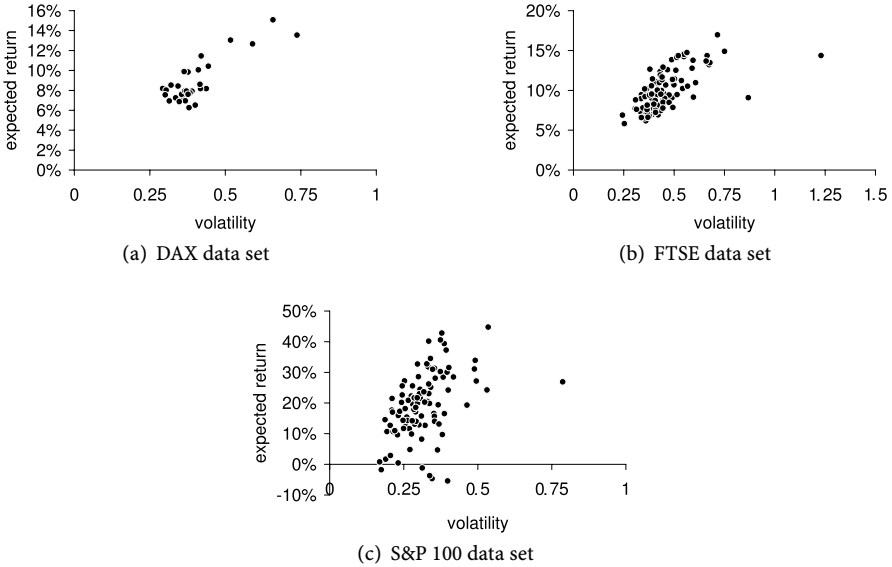 16%
14%
12%
10%
8%
6%
4%
2%
0%
expected return
0 0.25 0.5 0.75 1
volatility
(a) DAX data set
20%
15%
10%
5%
0%
expected return
0 0.25 0.5 0.75 1 1.25 1.5
volatility
(b) FTSE data set
50%
40%
30%
20%
10%
0%
-10%
expected return
0 0.25 0.5 0.75 1
volatility
(c) S&P 100 data set